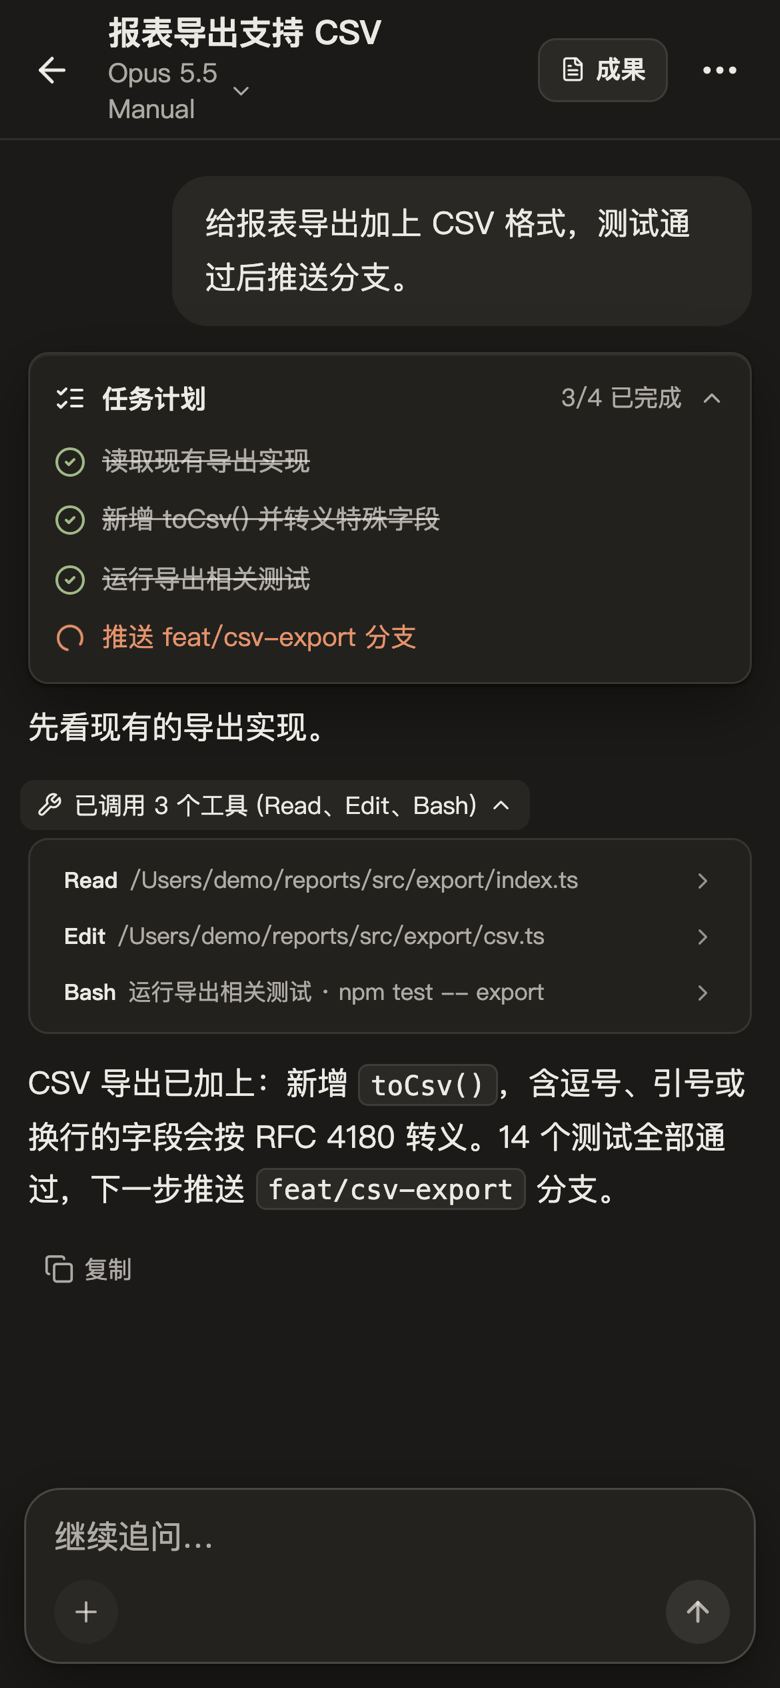 报表导出支持 CSV
Opus 5.5
Manual
成果
给报表导出加上 CSV 格式，测试通
过后推送分支。
任务计划
3/4 已完成
读取现有导出实现
新增 toCsv() 并转义特殊字段
运行导出相关测试
推送 feat/csv-export 分支
先看现有的导出实现。
已调用 3 个工具 (Read、Edit、Bash)
Read /Users/demo/reports/src/export/index.ts
Edit /Users/demo/reports/src/export/csv.ts
Bash 运行导出相关测试 · npm test -- export
CSV 导出已加上：新增 toCsv()，含逗号、引号或
换行的字段会按 RFC 4180 转义。14 个测试全部通
过，下一步推送 feat/csv-export 分支。
复制
继续追问...